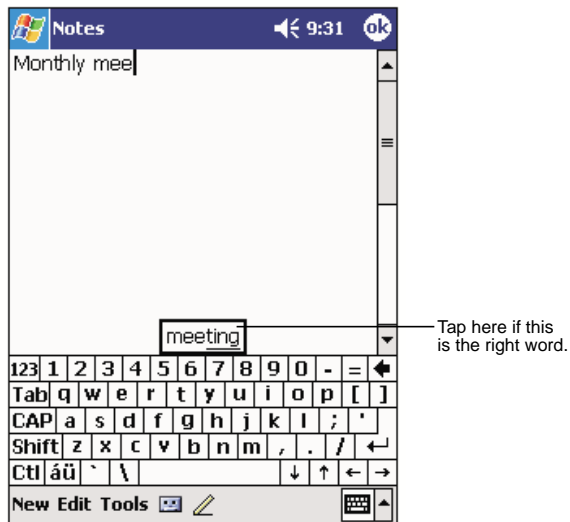 Notes 9:31 ok
Monthly mee
meeting
Tap here if this
is the right word.
123 1 2 3 4 5 6 7 8 9 0 - =
Tab q w e r t y u i o p [ ]
CAP a s d f g h j k l ; '
Shift z x c v b n m , . /
Ctl áü ` \ ↓ ↑ ← →
New Edit Tools